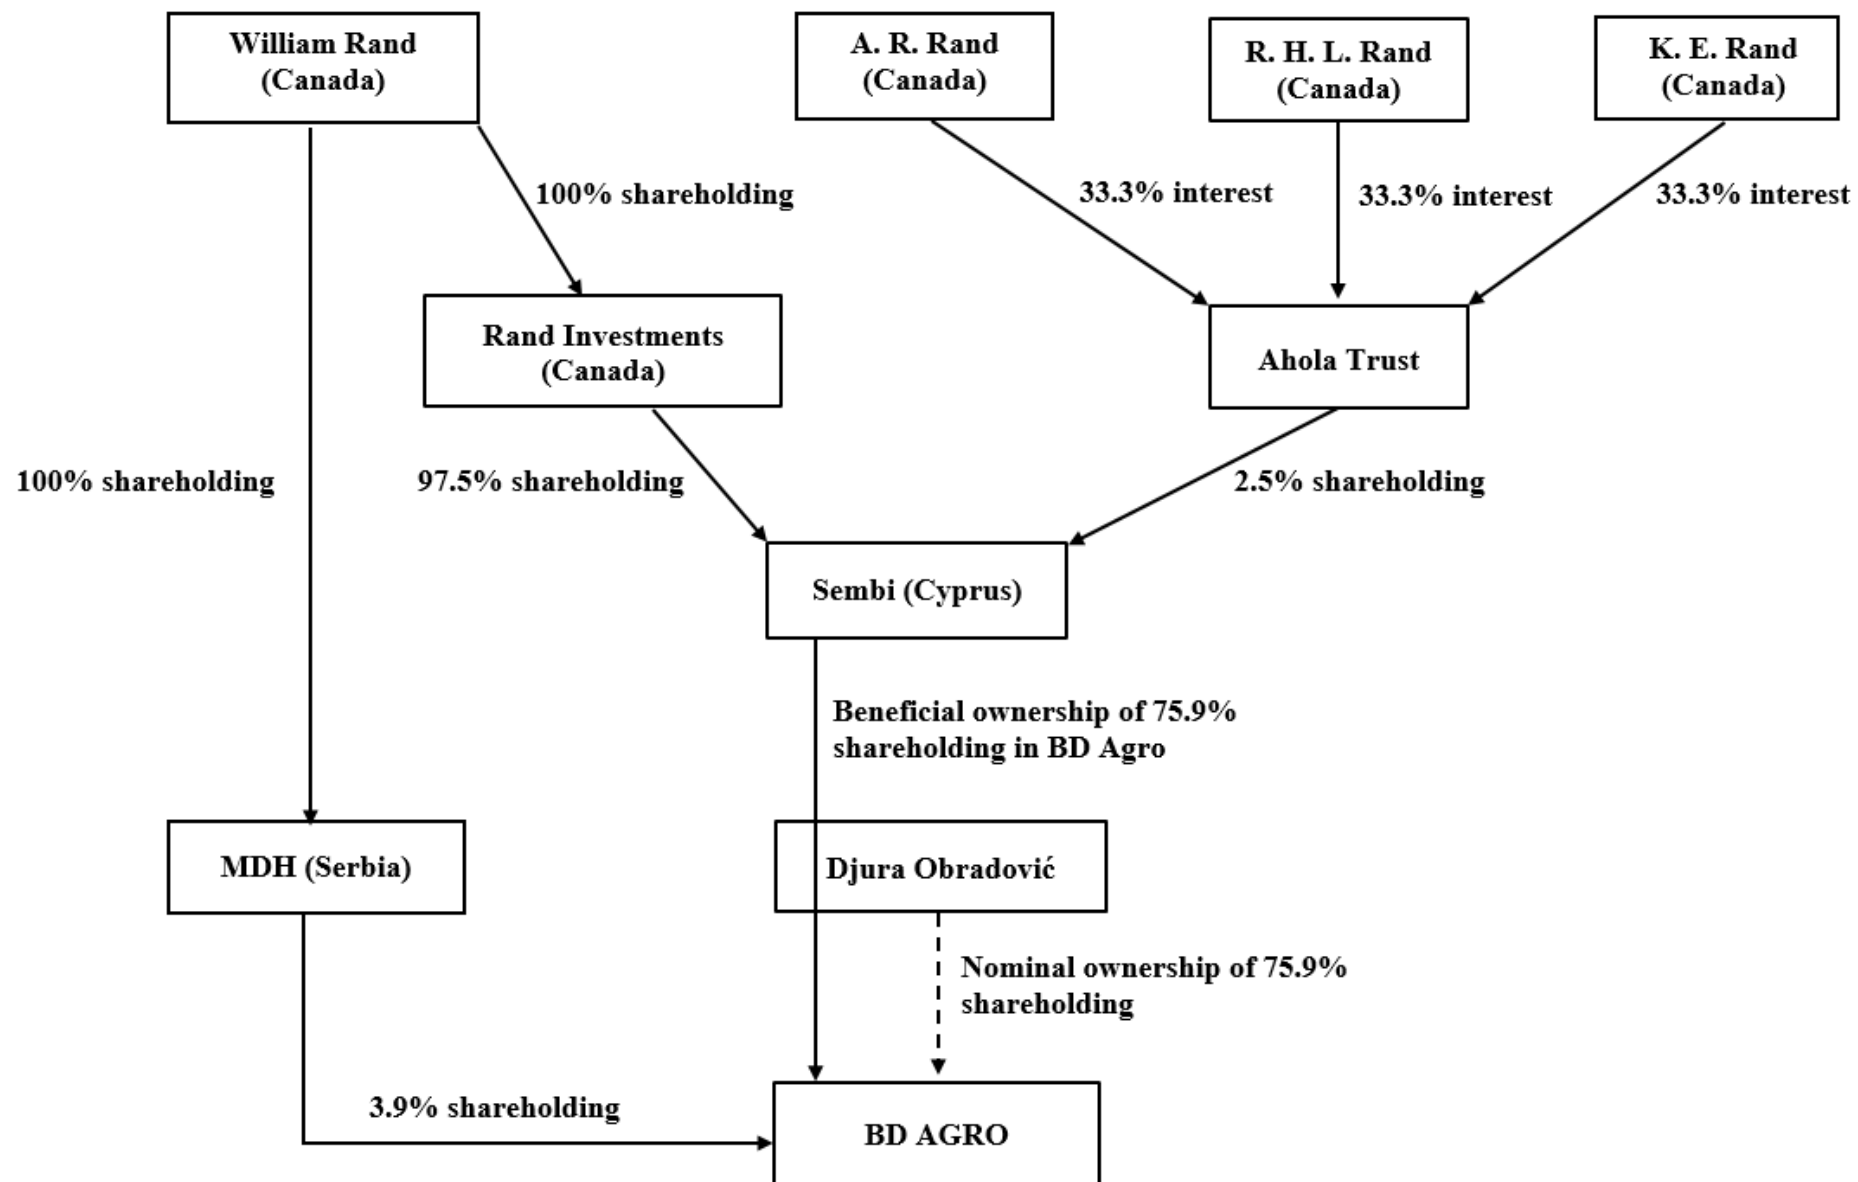 William Rand
(Canada)
A. R. Rand
(Canada)
R. H. L. Rand
(Canada)
K. E. Rand
(Canada)
100% shareholding
33.3% interest
33.3% interest
33.3% interest
Rand Investments
(Canada)
Ahola Trust
100% shareholding
97.5% shareholding
2.5% shareholding
Sembi (Cyprus)
Beneficial ownership of 75.9%
shareholding in BD Agro
MDH (Serbia)
Djura Obradović
Nominal ownership of 75.9%
shareholding
3.9% shareholding
BD AGRO